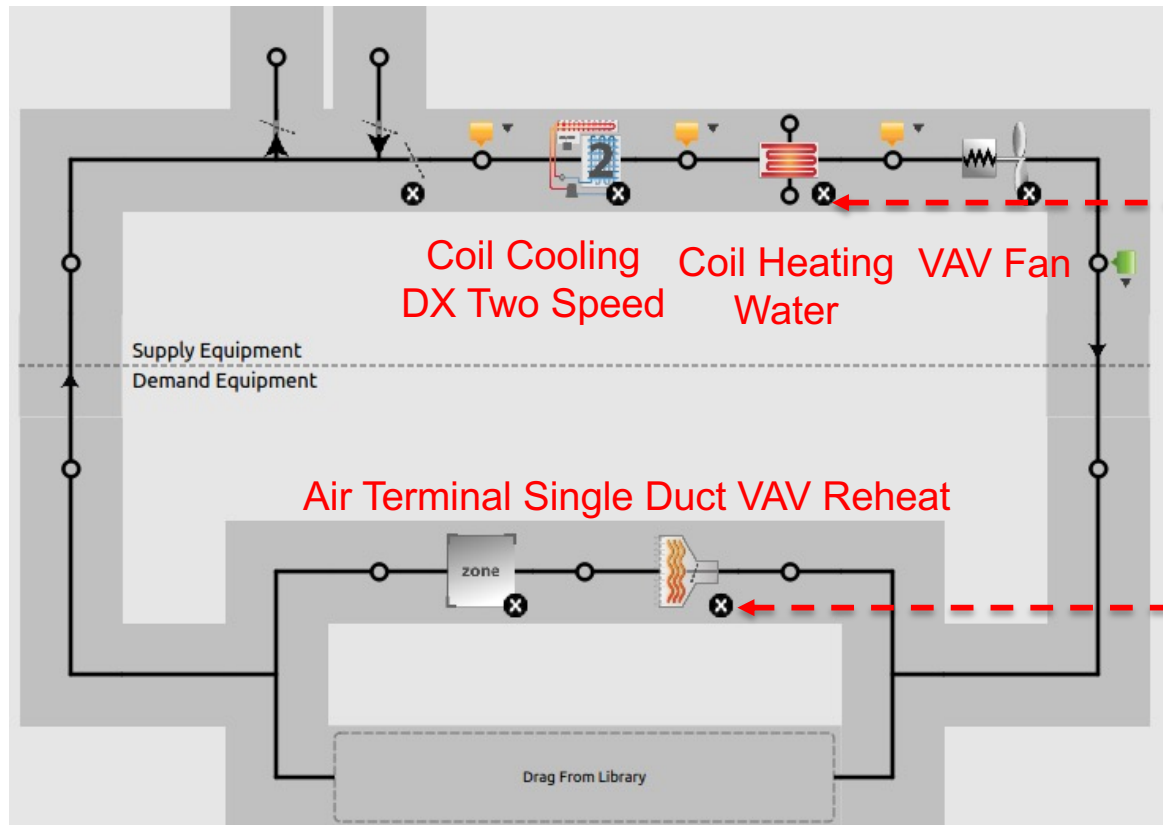 2
Coil Cooling
DX Two Speed
Coil Heating
Water
VAV Fan
Supply Equipment
Demand Equipment
Air Terminal Single Duct VAV Reheat
zone
Drag From Library